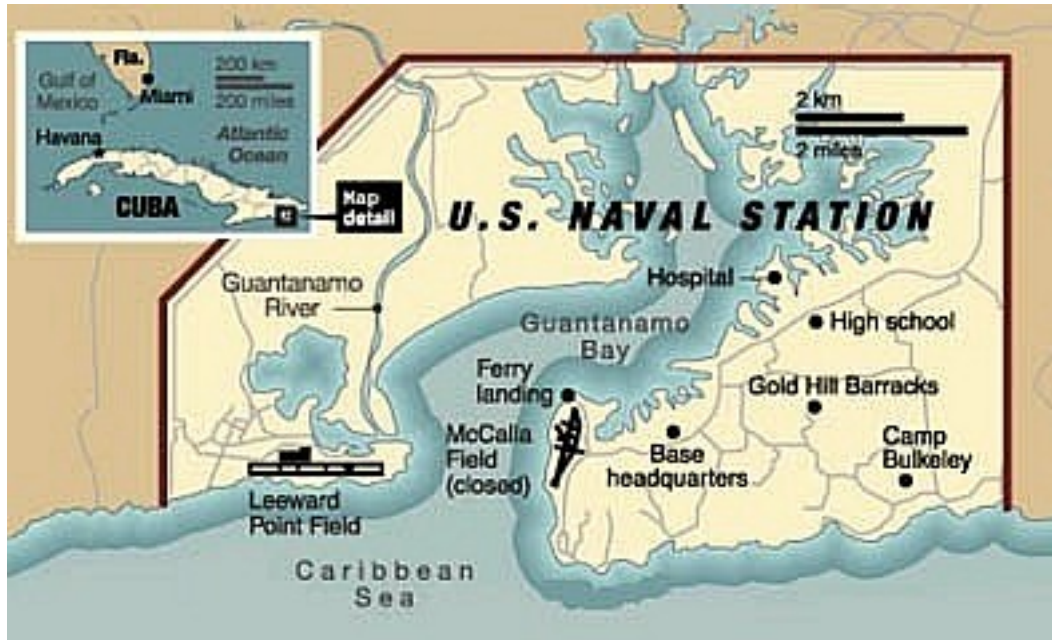 Fla.
Miami
Gulf of
Mexico
200 km
200 miles
Havana
Atlantic
Ocean
CUBA
Map
detail
2 km
2 miles
U.S. NAVAL STATION
Hospital
Guantanamo
River
High school
Guantanamo
Bay
Ferry
landing
Gold Hill Barracks
McCalla
Field
(closed)
Base
headquarters
Camp
Bulkeley
Leeward
Point Field
Caribbean
Sea